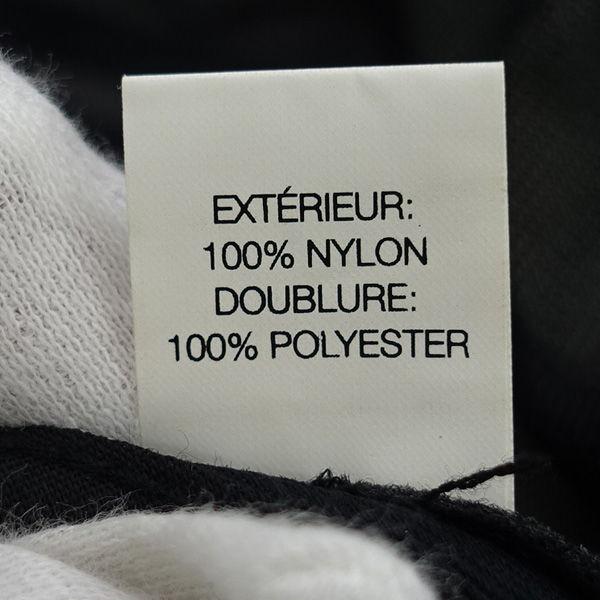 EXTÉRIEUR:
100% NYLON
DOUBLURE:
100% POLYESTER